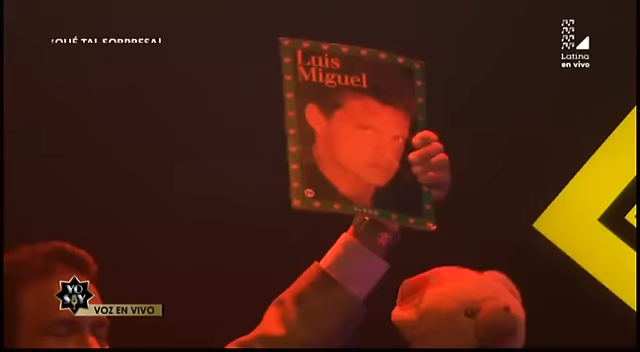 ¡QUÉ TAL SORPRESA!
Latina
en vivo
Luis
Miguel
YO
SOY
VOZ EN VIVO